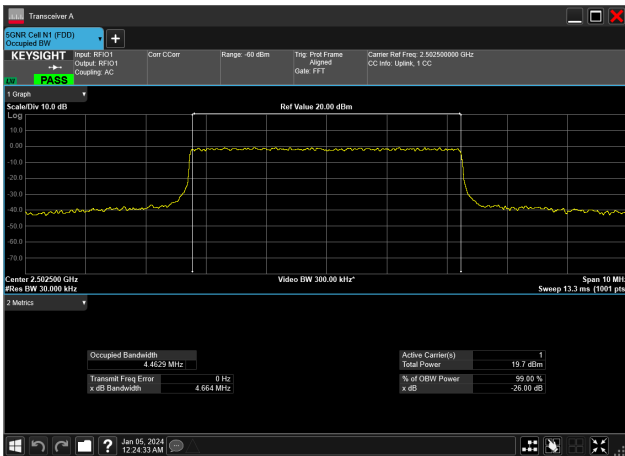 Transceiver A
5GNR Cell N1 (FDD)
Occupied BW
KEYSIGHT
LXI
PASS
Input: RFIO1
Output: RFIO1
Coupling: AC
Corr CCorr
Range: -60 dBm
Trig: Prot Frame
Aligned
Gate: FFT
Carrier Ref Freq: 2.502500000 GHz
CC Info: Uplink, 1 CC
1 Graph
Scale/Div 10.0 dB
Ref Value 20.00 dBm
Log
10.0
0.00
-10.0
-20.0
-30.0
-40.0
-50.0
-60.0
-70.0
Center 2.502500 GHz
Video BW 300.00 kHz*
Span 10 MHz
#Res BW 30.000 kHz
Sweep 13.3 ms (1001 pts
2 Metrics
Occupied Bandwidth
4.4629 MHz
Active Carrier(s) 1
Total Power 19.7 dBm
Transmit Freq Error 0 Hz
x dB Bandwidth 4.664 MHz
% of OBW Power 99.00 %
x dB -26.00 dB
Jan 05, 2024
12:24:33 AM